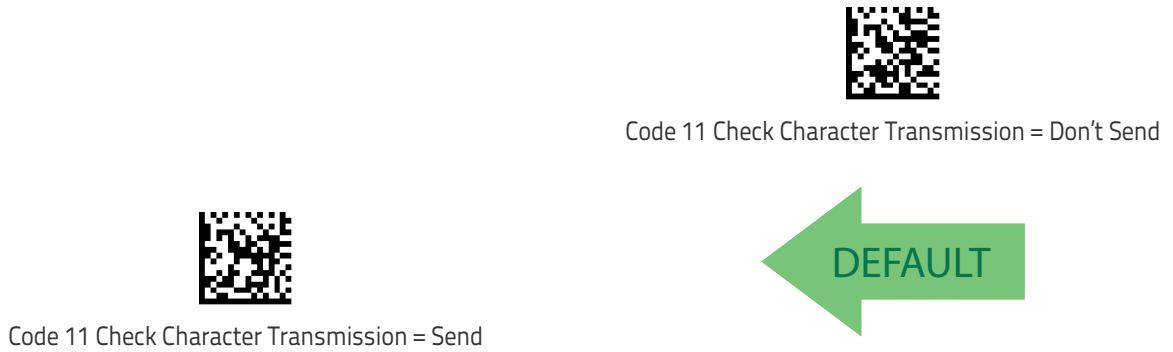 Code 11 Check Character Transmission = Don't Send
DEFAULT
Code 11 Check Character Transmission = Send